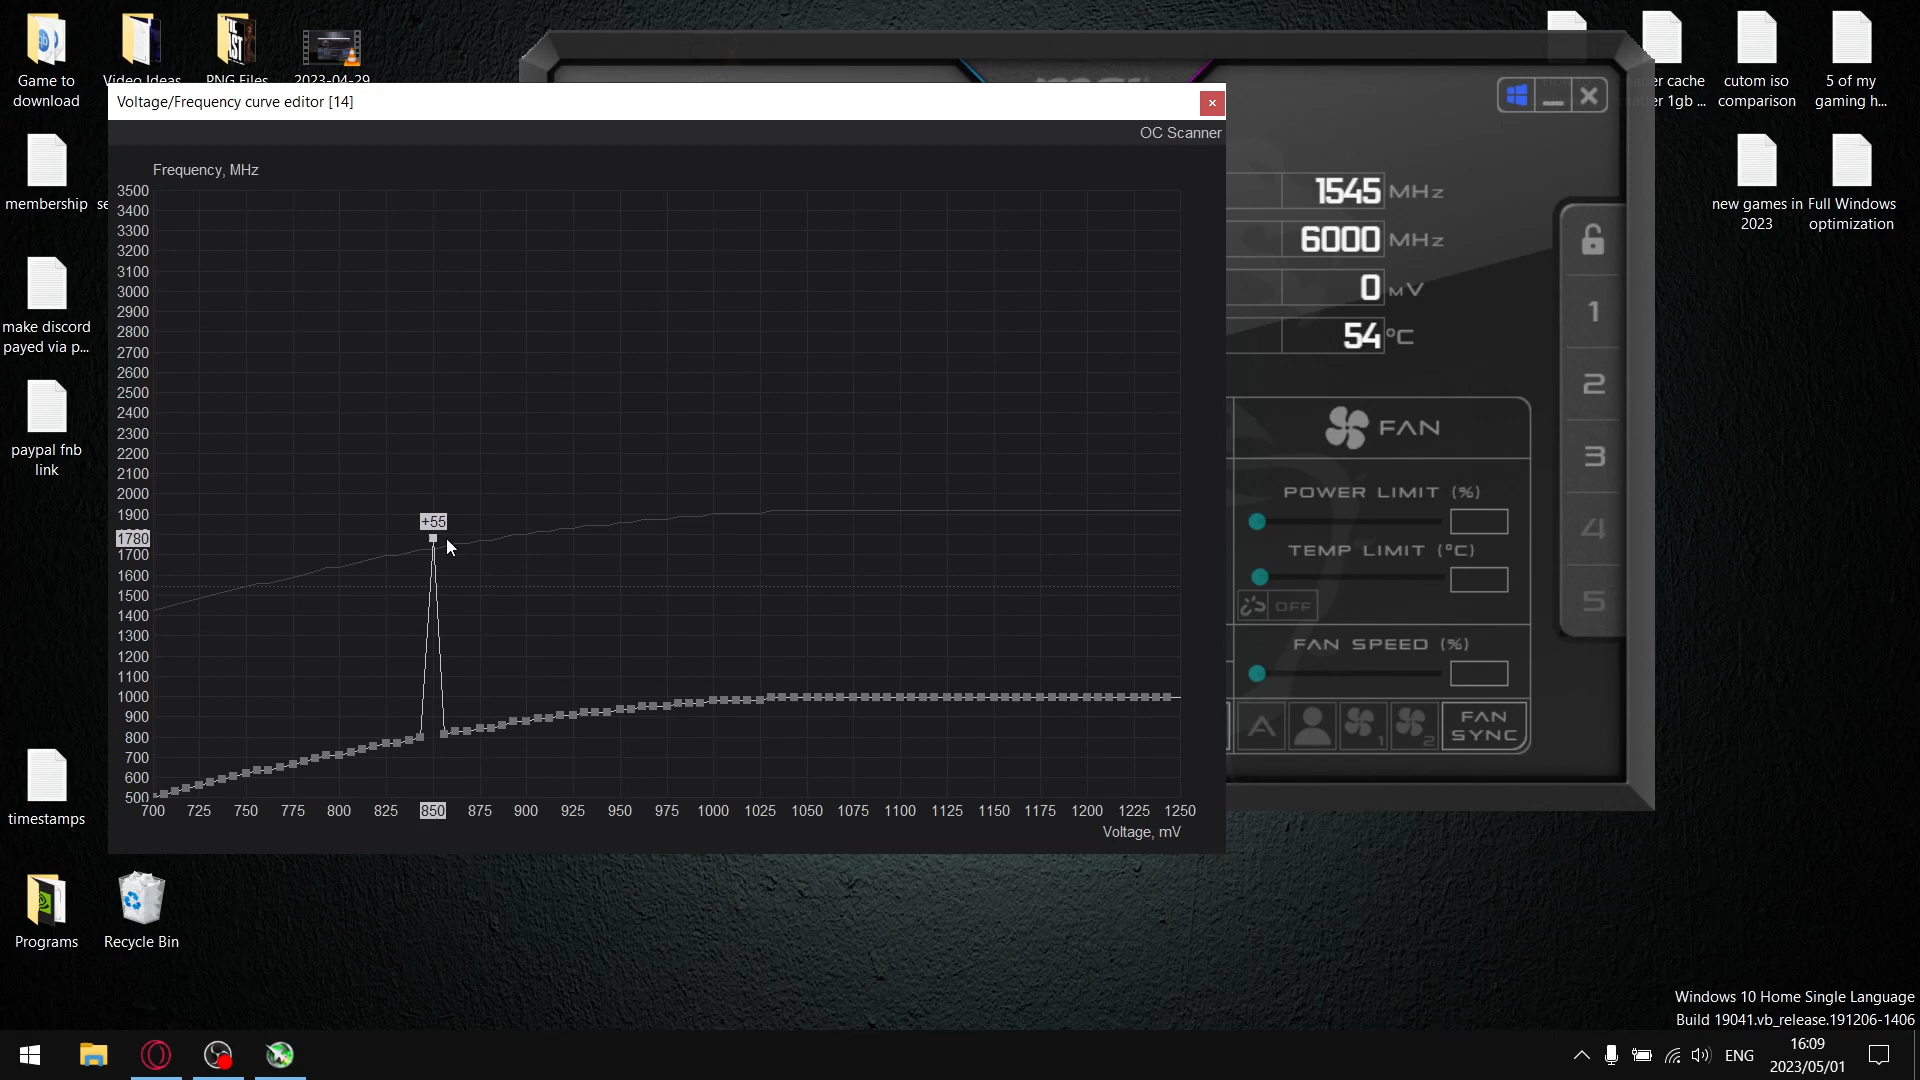 Game to
download
Video Ideas
PNG Files
2023-04-29
cutom iso
comparison
5 of my
gaming h...
membership
new games in
2023
Full Windows
optimization
make discord
payed via p...
paypal fnb
link
timestamps
Programs
Recycle Bin
Voltage/Frequency curve editor [14]
OC Scanner
Frequency, MHz
3500
3400
3300
3200
3100
3000
2900
2800
2700
2600
2500
2400
2300
2200
2100
2000
1900
1780
1700
1600
1500
1400
1300
1200
1100
1000
900
800
700
600
500
+55
700 725 750 775 800 825 850 875 900 925 950 975 1000 1025 1050 1075 1100 1125 1150 1175 1200 1225 1250
Voltage, mV
1545 MHz
6000 MHz
0 MV
54 °C
FAN
POWER LIMIT (%)
TEMP LIMIT (°C)
OFF
FAN SPEED (%)
A
1
2
FAN
SYNC
1
2
3
4
5
Windows 10 Home Single Language
Build 19041.vb_release.191206-1406
ENG
16:09
2023/05/01